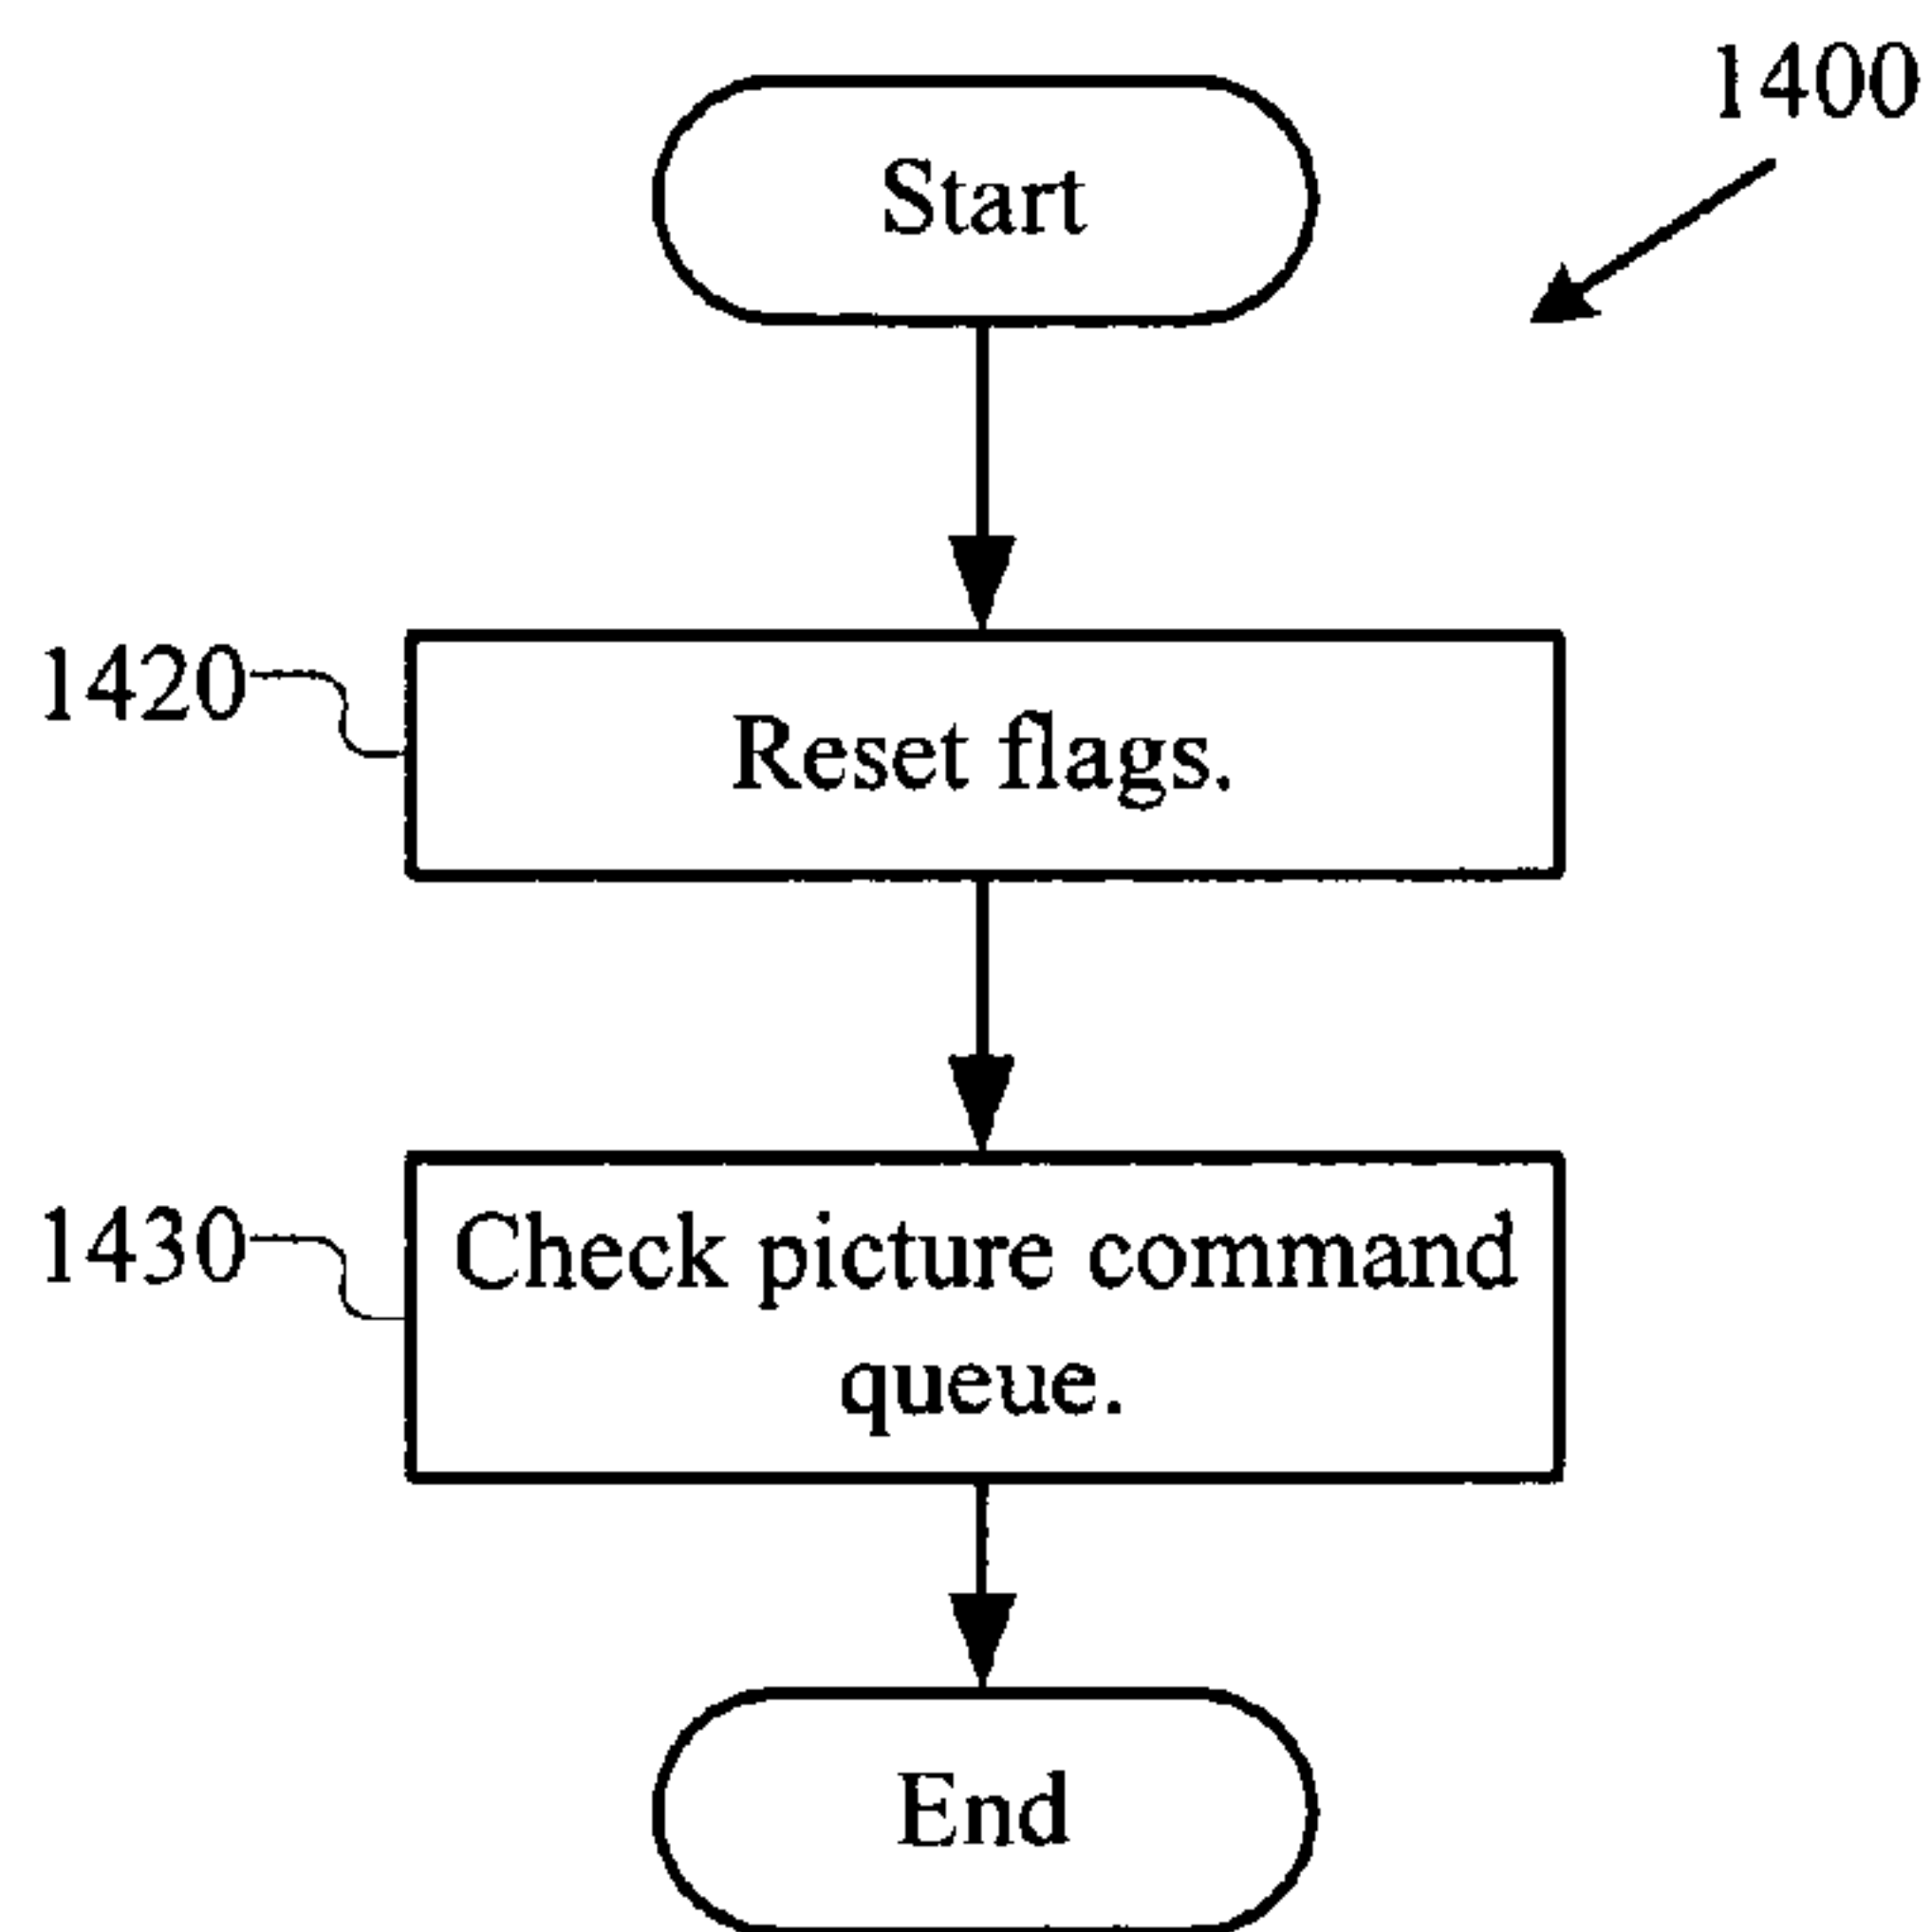 1400
Start
1420
Reset flags.
1430
Check picture command
queue.
End